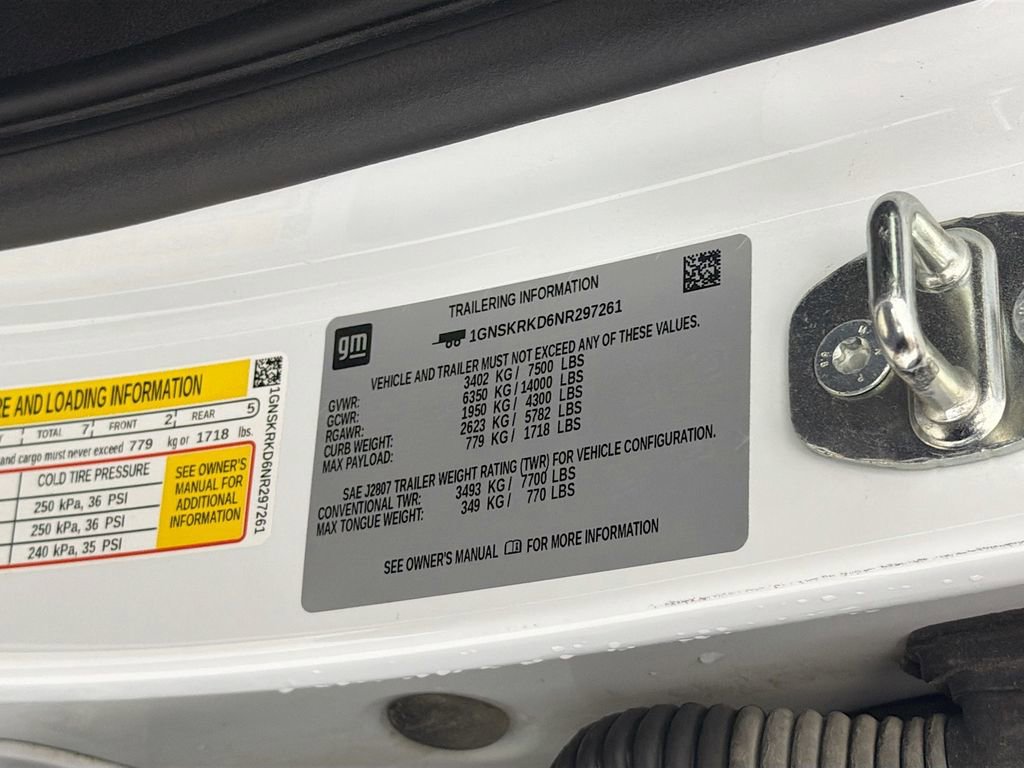 TRAILERING INFORMATION
gm
1GNSKRKD6NR297261
VEHICLE AND TRAILER MUST NOT EXCEED ANY OF THESE VALUES.
GVWR: 3402 KG / 7500 LBS
GCWR: 6350 KG / 14000 LBS
RGAWR: 1950 KG / 4300 LBS
CURB WEIGHT: 2623 KG / 5782 LBS
MAX PAYLOAD: 779 KG / 1718 LBS
SAE J2807 TRAILER WEIGHT RATING (TWR) FOR VEHICLE CONFIGURATION.
CONVENTIONAL TWR: 3493 KG / 7700 LBS
MAX TONGUE WEIGHT: 349 KG / 770 LBS
SEE OWNER'S MANUAL FOR MORE INFORMATION
AND LOADING INFORMATION
TOTAL 7 FRONT 2 REAR 5
and cargo must never exceed 779 kg or 1718 lbs.
COLD TIRE PRESSURE
250 kPa, 36 PSI
250 kPa, 36 PSI
240 kPa, 35 PSI
SEE OWNER'S
MANUAL FOR
ADDITIONAL
INFORMATION
1GNSKRKD6NR297261